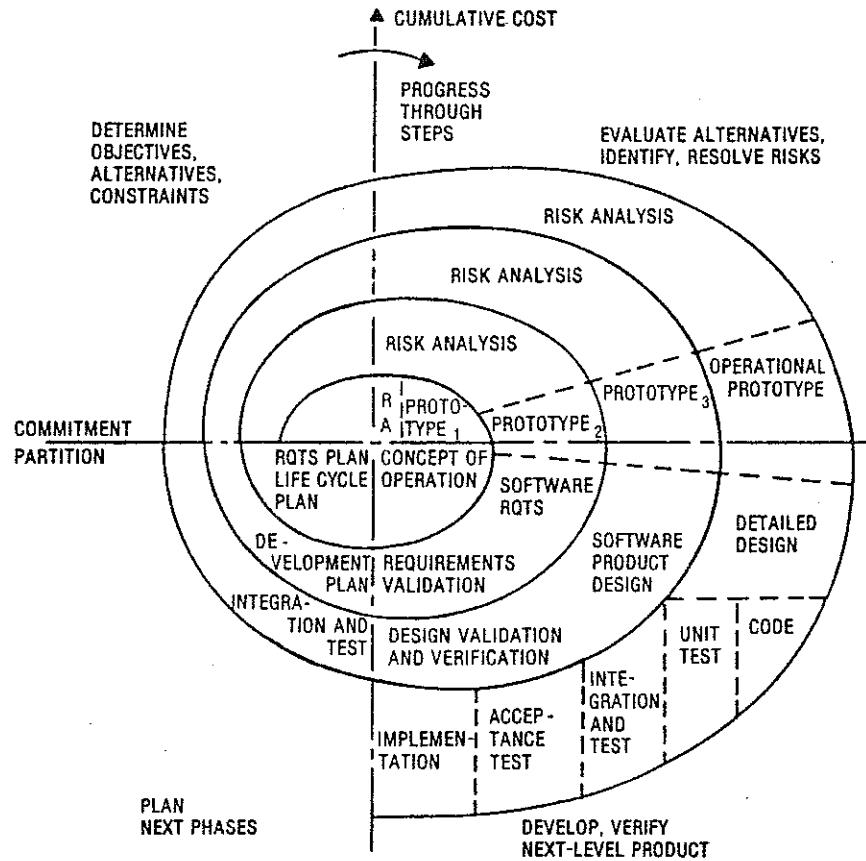 CUMULATIVE COST
PROGRESS
THROUGH
STEPS
DETERMINE
OBJECTIVES,
ALTERNATIVES,
CONSTRAINTS
EVALUATE ALTERNATIVES,
IDENTIFY, RESOLVE RISKS
RISK ANALYSIS
RISK ANALYSIS
RISK ANALYSIS
R
A
PROTO-
TYPE 1
PROTOTYPE 2
PROTOTYPE 3
OPERATIONAL
PROTOTYPE
COMMITMENT
PARTITION
RQTS PLAN
LIFE CYCLE
PLAN
CONCEPT OF
OPERATION
SOFTWARE
RQTS
SOFTWARE
PRODUCT
DESIGN
DETAILED
DESIGN
DE-
VELOPMENT
PLAN
REQUIREMENTS
VALIDATION
INTEGRA-
TION AND
TEST
DESIGN VALIDATION
AND VERIFICATION
CODE
UNIT
TEST
INTE-
GRATION
AND
TEST
ACCEP-
TANCE
TEST
IMPLEMEN-
TATION
PLAN
NEXT PHASES
DEVELOP, VERIFY
NEXT-LEVEL PRODUCT